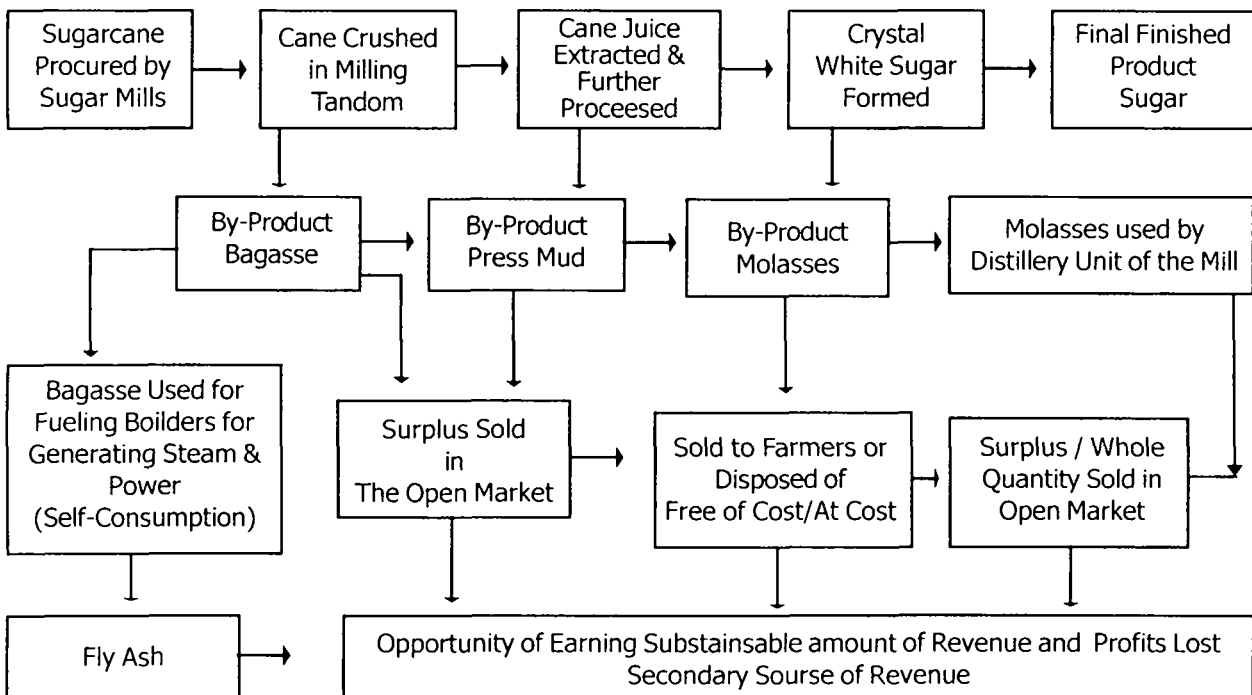 Sugarcane
Procured by
Sugar Mills
Cane Crushed
in Milling
Tandom
Cane Juice
Extracted &
Further
Proceesed
Crystal
White Sugar
Formed
Final Finished
Product
Sugar
By-Product
Bagasse
By-Product
Press Mud
By-Product
Molasses
Molasses used by
Distillery Unit of the Mill
Bagasse Used for
Fueling Boilders for
Generating Steam &
Power
(Self-Consumption)
Surplus Sold
in
The Open Market
Sold to Farmers or
Disposed of
Free of Cost/At Cost
Surplus / Whole
Quantity Sold in
Open Market
Fly Ash
Opportunity of Earning Substainsable amount of Revenue and Profits Lost
Secondary Sourse of Revenue